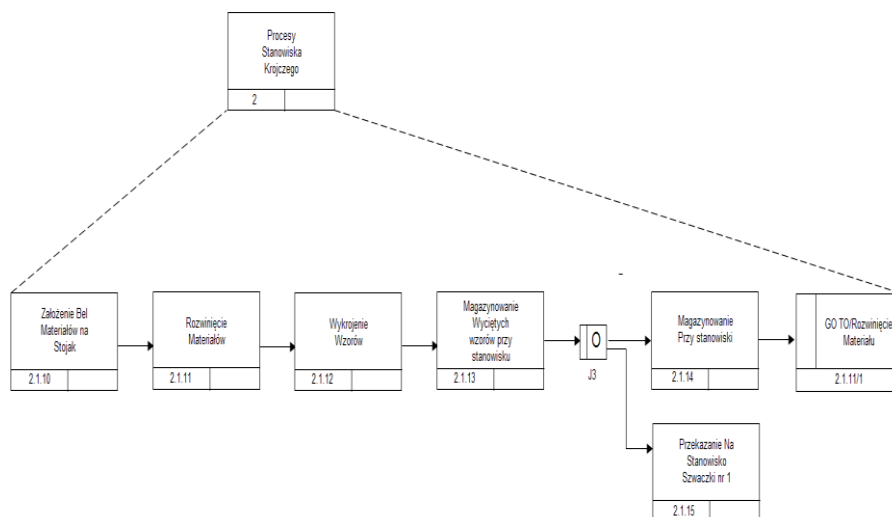 Procesy
Stanowiska
Krojczego
2
Założenie Bel
Materiałów na
Stojak
2.1.10
Rozwinięcie
Materiałów
2.1.11
Wykrojenie
Wzorów
2.1.12
Magazynowanie
Wyciętych
wzorów przy
stanowisku
2.1.13
O
J3
Magazynowanie
Przy stanowiski
2.1.14
GO TO/Rozwinięcie
Materiału
2.1.11/1
Przekazanie Na
Stanowisko
Szwaczki nr 1
2.1.15